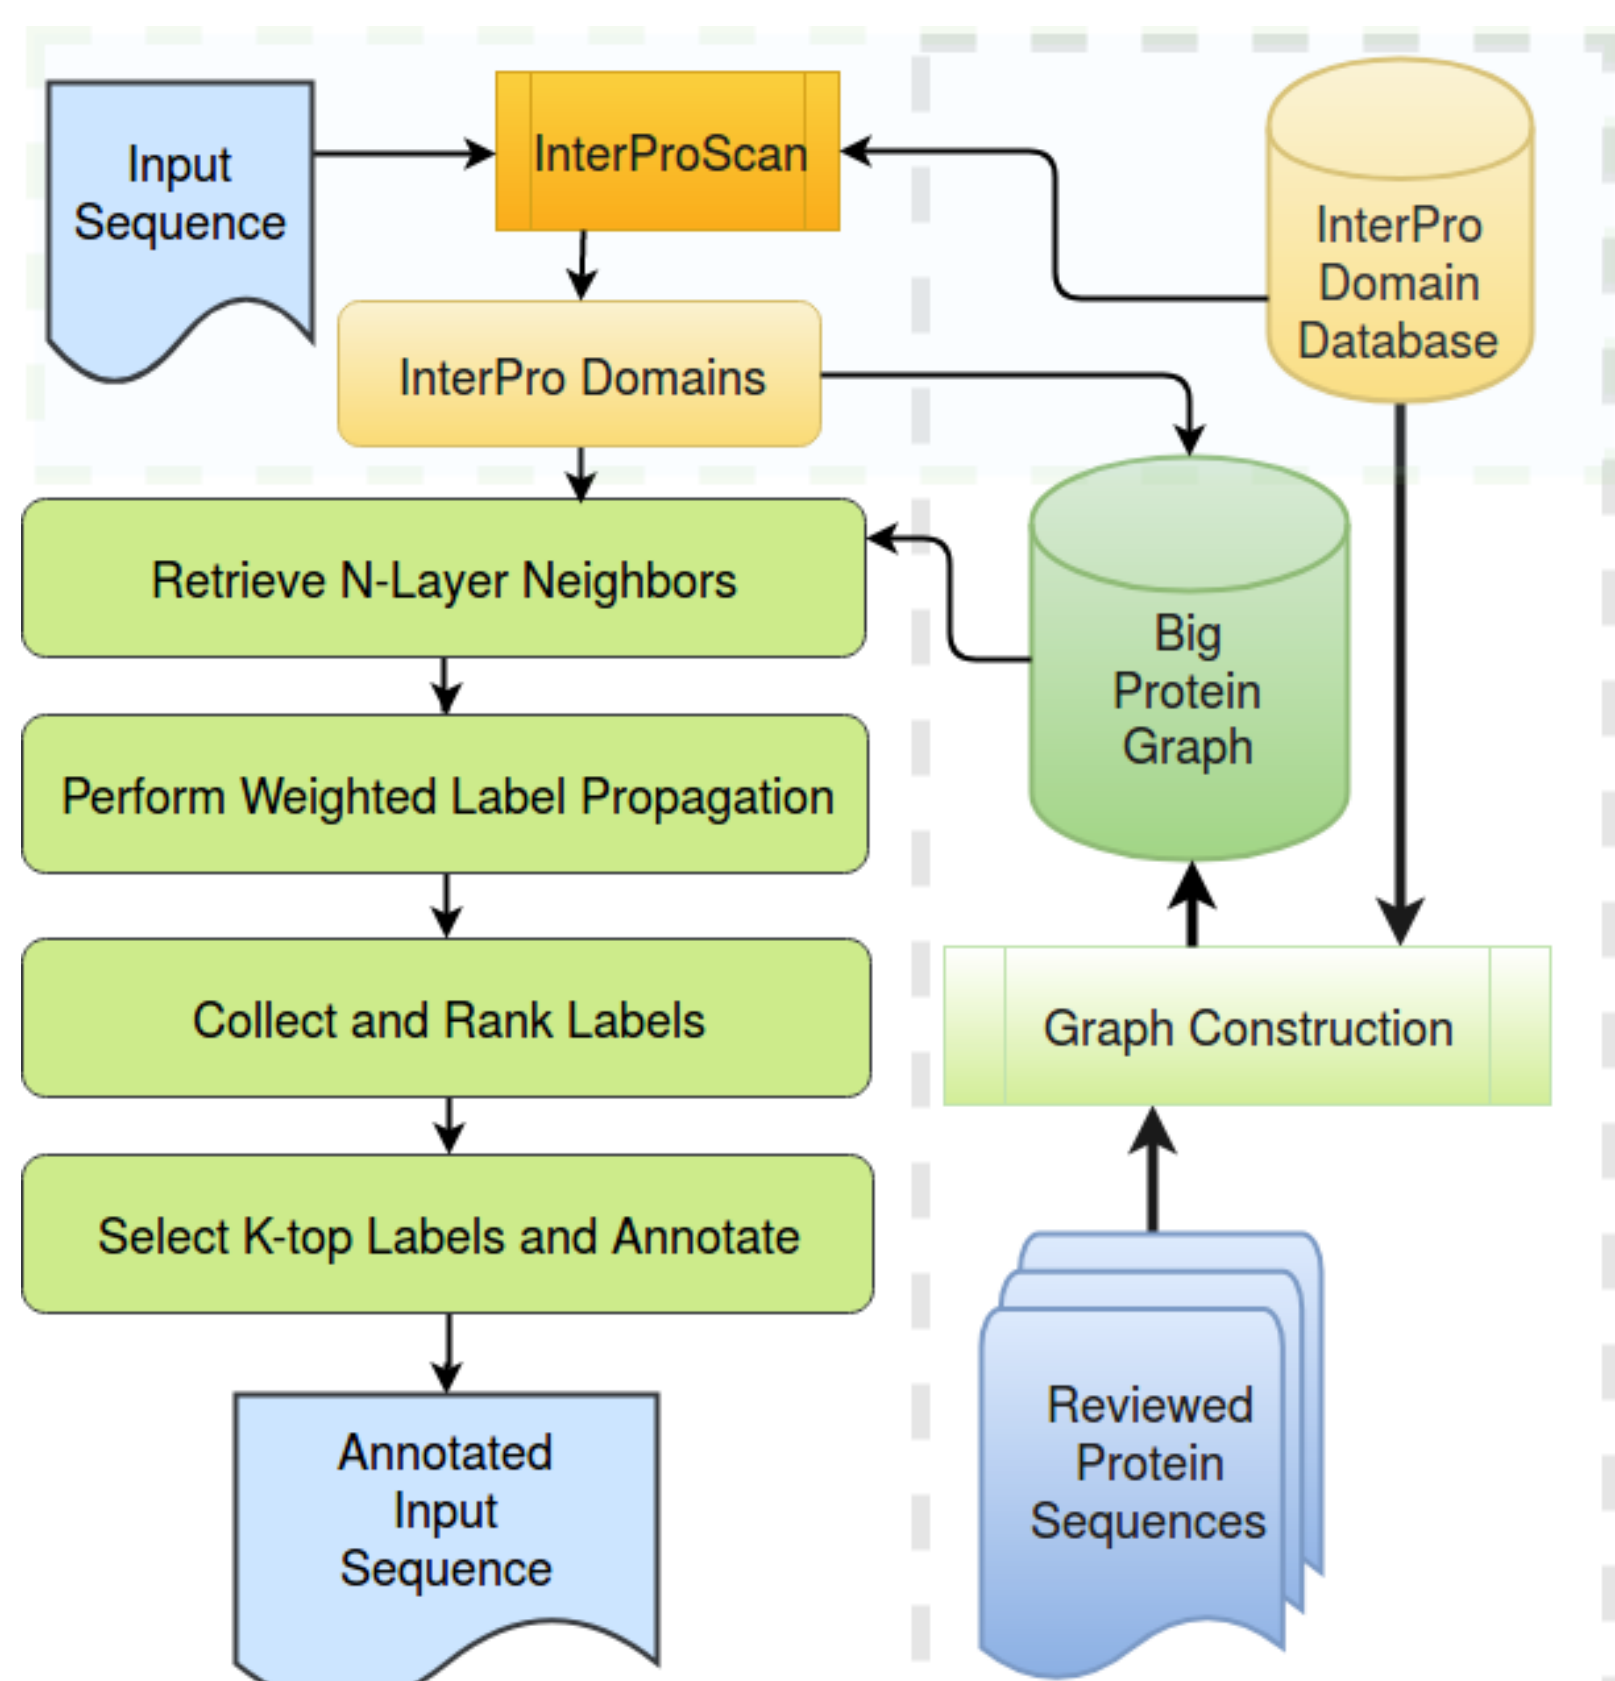 Input
Sequence
InterProScan
InterPro
Domain
Database
InterPro Domains
Retrieve N-Layer Neighbors
Big
Protein
Graph
Perform Weighted Label Propagation
Collect and Rank Labels
Graph Construction
Select K-top Labels and Annotate
Annotated
Input
Sequence
Reviewed
Protein
Sequences